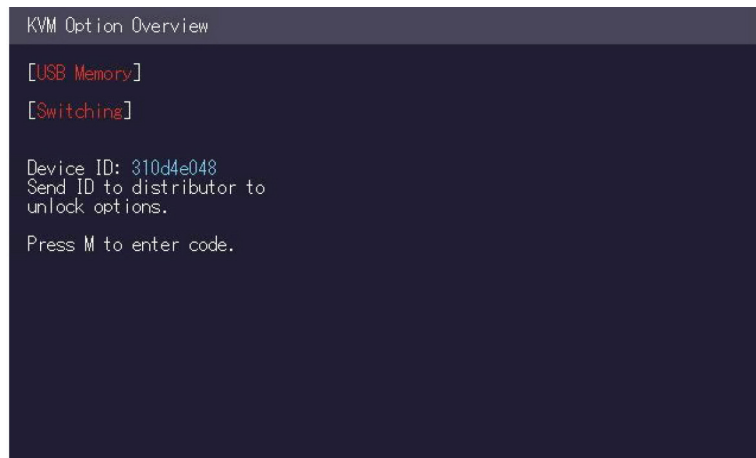 KVM Option Overview
[USB Memory]
[Switching]
Device ID: 310d4e048
Send ID to distributor to
unlock options.
Press M to enter code.